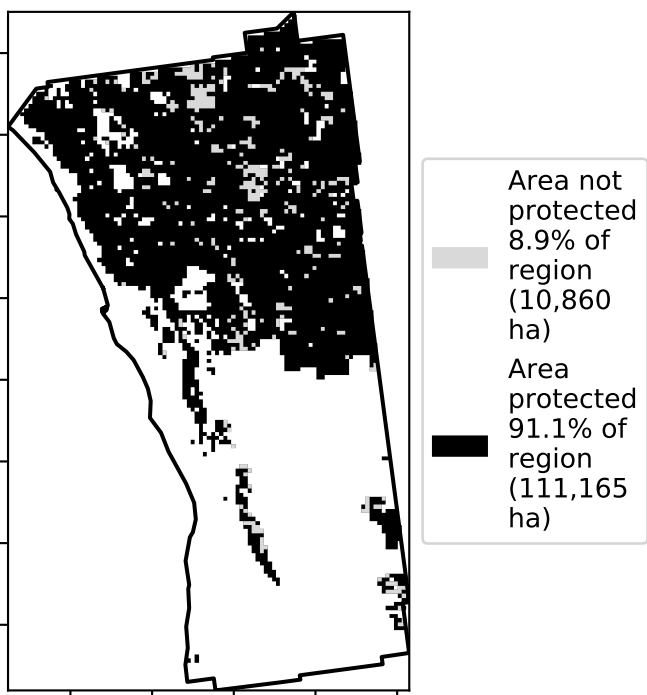 Area not
protected
8.9% of
region
(10,860
ha)
Area
protected
91.1% of
region
(111,165
ha)